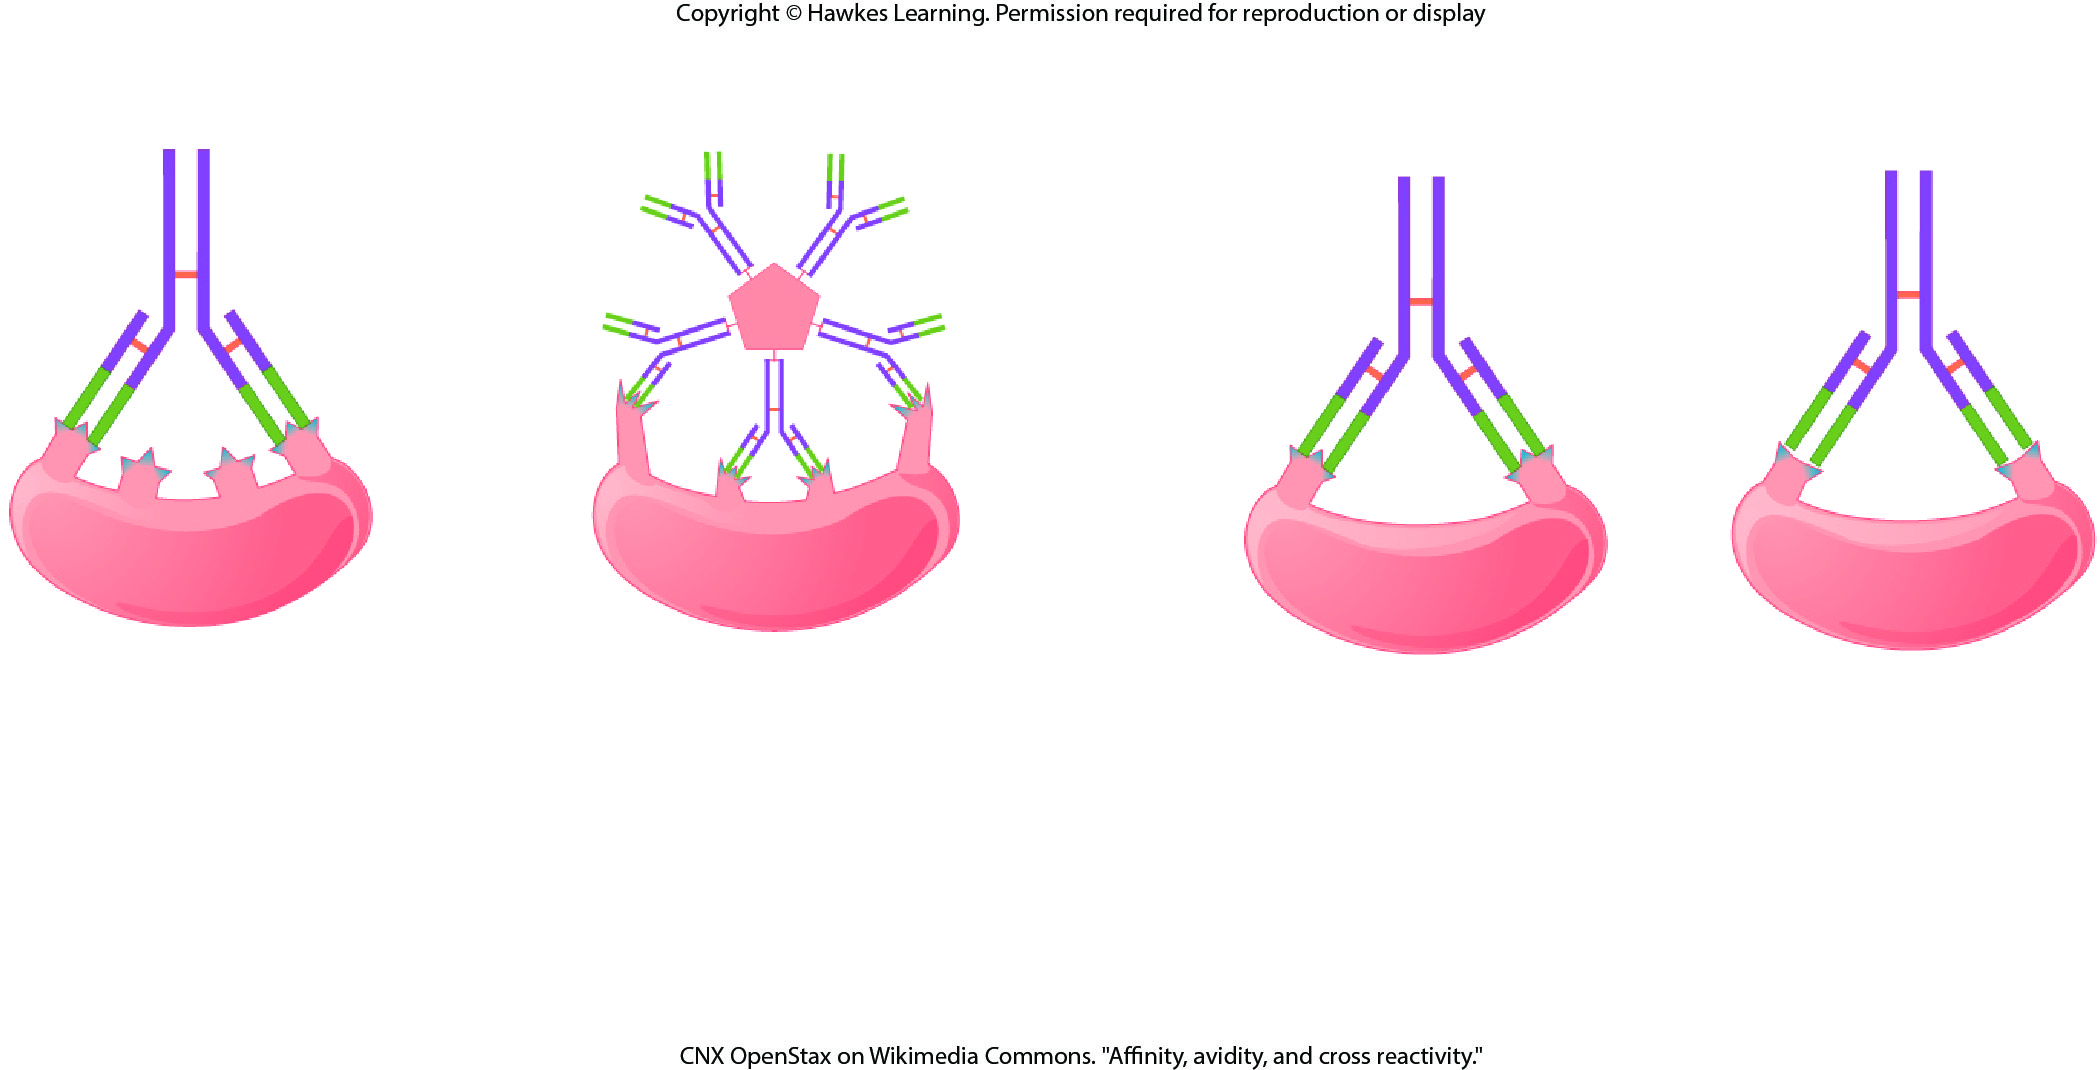 Copyright © Hawkes Learning. Permission required for reproduction or display
CNX OpenStax on Wikimedia Commons. "Affinity, avidity, and cross reactivity."